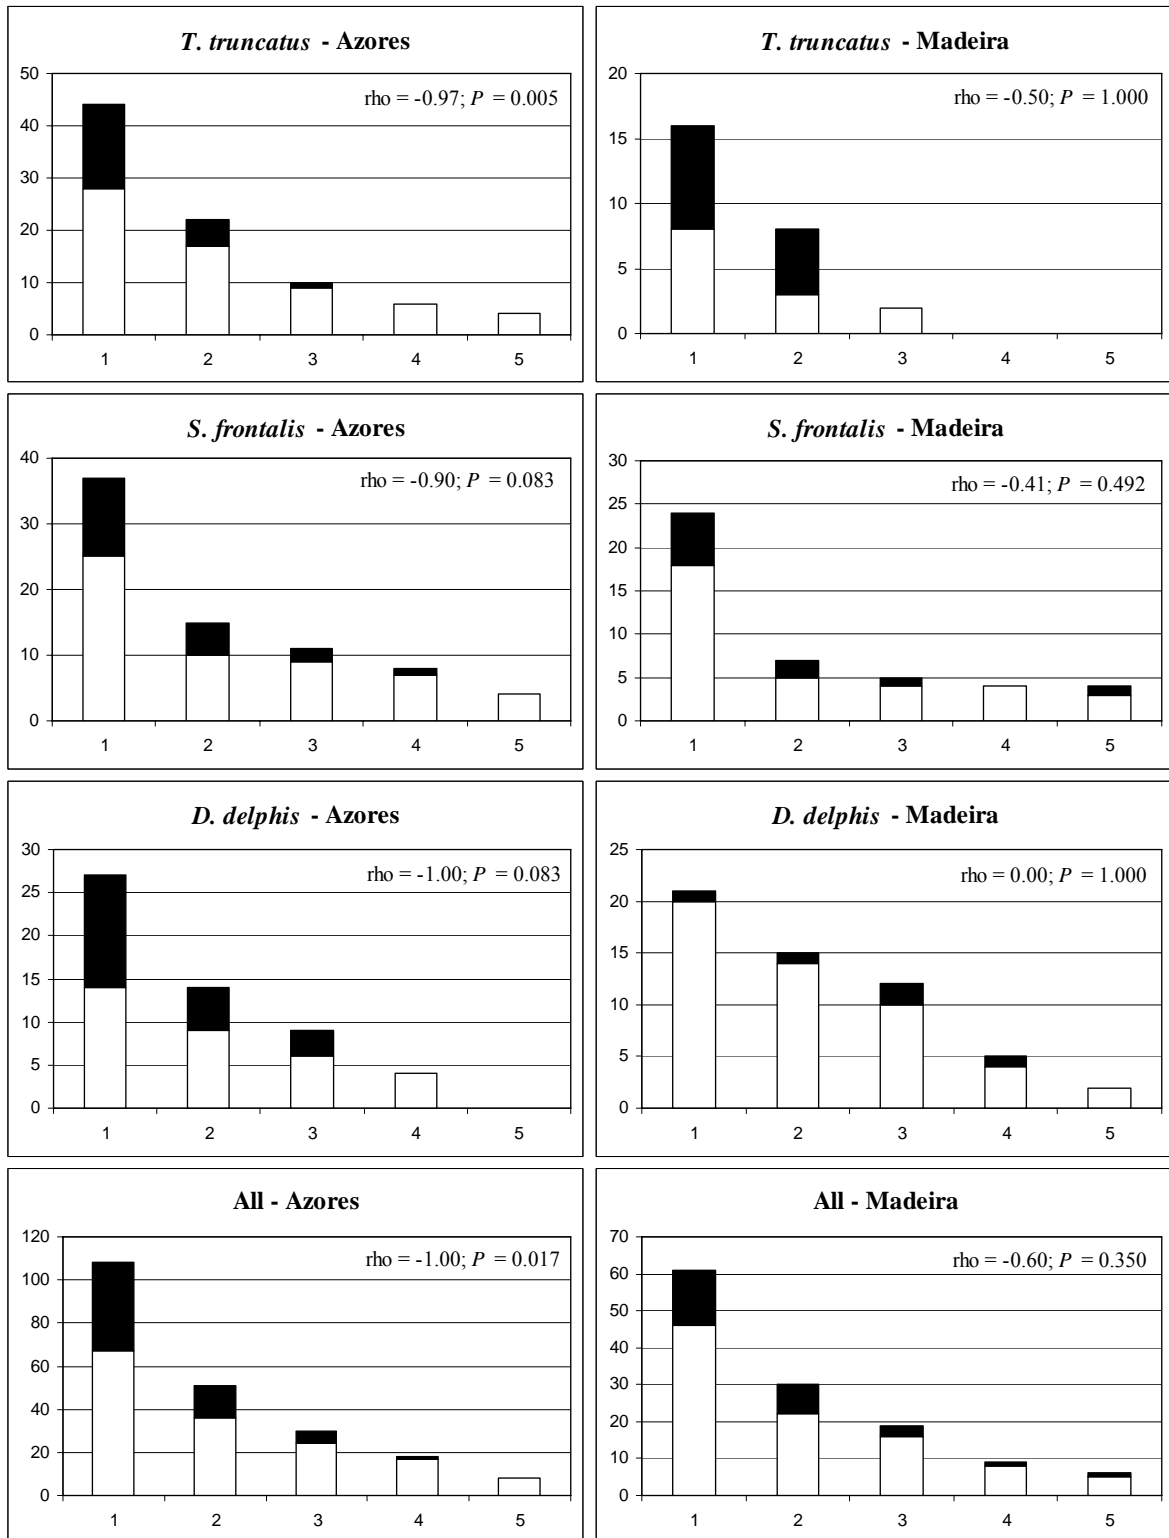 T. truncatus - Azores
rho = -0.97; P = 0.005
50
40
30
20
10
0
1 2 3 4 5
T. truncatus - Madeira
rho = -0.50; P = 1.000
20
15
10
5
0
1 2 3 4 5
S. frontalis - Azores
rho = -0.90; P = 0.083
40
30
20
10
0
1 2 3 4 5
S. frontalis - Madeira
rho = -0.41; P = 0.492
30
25
20
15
10
5
0
1 2 3 4 5
D. delphis - Azores
rho = -1.00; P = 0.083
30
25
20
15
10
5
0
1 2 3 4 5
D. delphis - Madeira
rho = 0.00; P = 1.000
25
20
15
10
5
0
1 2 3 4 5
All - Azores
rho = -1.00; P = 0.017
120
100
80
60
40
20
0
1 2 3 4 5
All - Madeira
rho = -0.60; P = 0.350
70
60
50
40
30
20
10
0
1 2 3 4 5